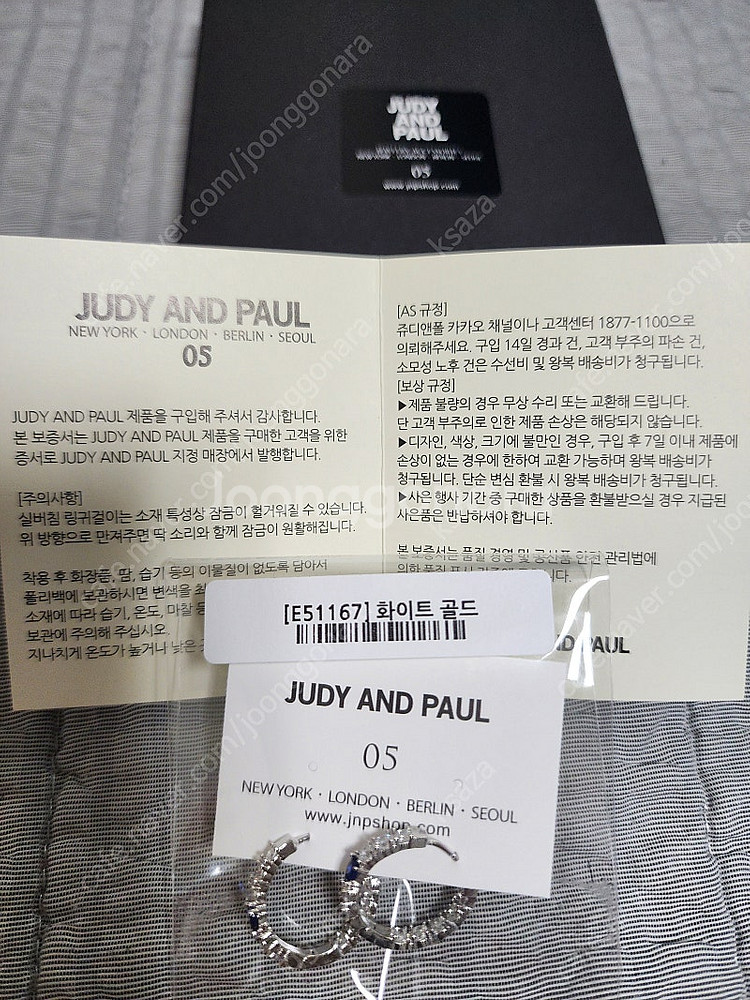 JUDY
AND
PAUL
05
JUDY AND PAUL
NEW YORK · LONDON · BERLIN · SEOUL
05
JUDY AND PAUL 제품을 구입해 주셔서 감사합니다.
본 보증서는 JUDY AND PAUL 제품을 구매한 고객을 위한
증서로 JUDY AND PAUL 지정 매장에서 발행합니다.
[주의사항]
실버침 링귀걸이는 소재 특성상 잠금이 헐거워질 수 있습니다.
위 방향으로 만져주면 딱 소리와 함께 잠금이 원활해집니다.
착용 후 화장품, 땀, 습기 등의 이물질이 없도록 닦아서
폴리백에 보관하시면 변색을
소재에 따라 습기, 온도, 마찰
보관에 주의해 주십시오.
지나치게 온도가 높거나 낮은
[AS 규정]
쥬디앤폴 카카오 채널이나 고객센터 1877-1100으로
의뢰해주세요. 구입 14일 경과 건, 고객 부주의 파손 건,
소모성 노후 건은 수선비 및 왕복 배송비가 청구됩니다.
[보상 규정]
▶제품 불량의 경우 무상 수리 또는 교환해 드립니다.
단 고객 부주의로 인한 제품 손상은 해당되지 않습니다.
▶디자인, 색상, 크기에 불만인 경우, 구입 후 7일 이내 제품에
손상이 없는 경우에 한하여 교환 가능하며 왕복 배송비가
청구됩니다. 단순 변심 환불 시 왕복 배송비가 청구됩니다.
▶사은 행사 기간 중 구매한 상품을 환불받으실 경우 지급된
사은품은 반납하셔야 합니다.
본 보증서는 품질 경영 및 공산품 안전 관리법에
ND PAUL
[E51167] 화이트 골드
JUDY AND PAUL
05
NEW YORK · LONDON · BERLIN · SEOUL
www.jnpshop.com